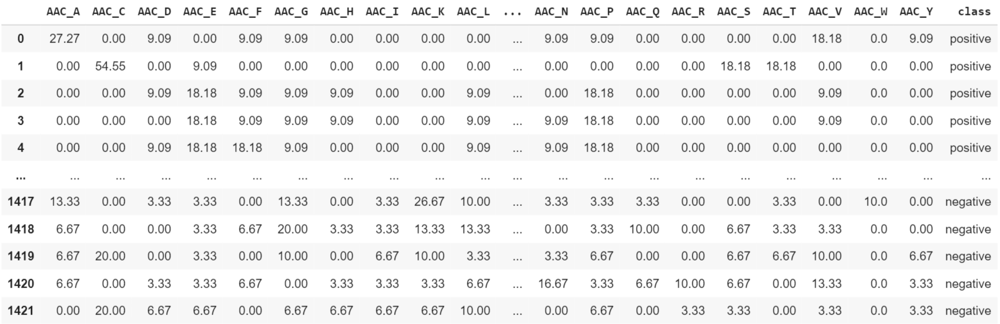 AAC_A AAC_C AAC_D AAC_E AAC_F AAC_G AAC_H AAC_I AAC_K AAC_L ... AAC_N AAC_P AAC_Q AAC_R AAC_S AAC_T AAC_V AAC_W AAC_Y class
0 27.27 0.00 9.09 0.00 9.09 9.09 0.00 0.00 0.00 0.00 ... 9.09 9.09 0.00 0.00 0.00 0.00 18.18 0.0 9.09 positive
1 0.00 54.55 0.00 9.09 0.00 0.00 0.00 0.00 0.00 0.00 ... 0.00 0.00 0.00 0.00 18.18 18.18 0.00 0.0 0.00 positive
2 0.00 0.00 9.09 18.18 9.09 9.09 9.09 0.00 0.00 9.09 ... 0.00 18.18 0.00 0.00 0.00 0.00 9.09 0.0 0.00 positive
3 0.00 0.00 0.00 18.18 9.09 9.09 9.09 0.00 0.00 9.09 ... 9.09 18.18 0.00 0.00 0.00 0.00 9.09 0.0 0.00 positive
4 0.00 0.00 9.09 18.18 18.18 9.09 0.00 0.00 0.00 9.09 ... 9.09 18.18 0.00 0.00 0.00 0.00 0.00 0.0 0.00 positive
... ... ... ... ... ... ... ... ... ... ... ... ... ... ... ... ... ... ... ... ... ...
1417 13.33 0.00 3.33 3.33 0.00 13.33 0.00 3.33 26.67 10.00 ... 3.33 3.33 3.33 0.00 0.00 3.33 0.00 10.0 0.00 negative
1418 6.67 0.00 0.00 3.33 6.67 20.00 3.33 3.33 13.33 13.33 ... 0.00 3.33 10.00 0.00 6.67 3.33 3.33 0.0 0.00 negative
1419 6.67 20.00 0.00 3.33 0.00 10.00 0.00 6.67 10.00 3.33 ... 3.33 6.67 0.00 0.00 6.67 6.67 10.00 0.0 6.67 negative
1420 6.67 0.00 3.33 3.33 6.67 0.00 3.33 3.33 3.33 6.67 ... 16.67 3.33 6.67 10.00 6.67 0.00 13.33 0.0 3.33 negative
1421 0.00 20.00 6.67 6.67 0.00 6.67 6.67 6.67 6.67 10.00 ... 0.00 6.67 0.00 3.33 3.33 0.00 3.33 0.0 3.33 negative